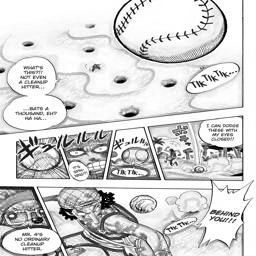 WHAT'S
THIS?!!
NOT EVEN
A CLEANUP
HITTER...
...BATS A
THOUSAND, EH?
HA HA...
TIK TIK TIK...
I CAN DODGE
THESE WITH
MY EYES
CLOSED!!
TIK TIK...
TIK TIK...
BEHIND
YOU!!!
MR. 4'S
NO ORDINARY
CLEANUP
HITTER.